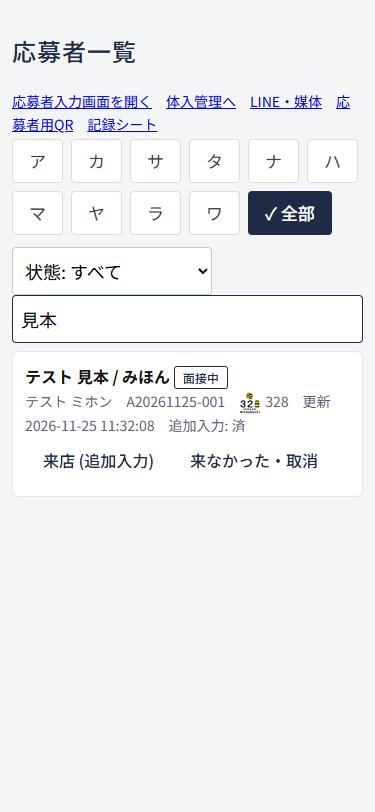 応募者一覧
応募者入力画面を開く 体入管理へ LINE・媒体 応
募者用QR 記録シート
ア カ サ タ ナ ハ
マ ヤ ラ ワ ✓全部
状態: すべて
見本
テスト 見本 / みほん 面接中
テスト ミホン A20261125-001 328 328 更新
2026-11-25 11:32:08 追加入力: 済
来店 (追加入力) 来なかった・取消